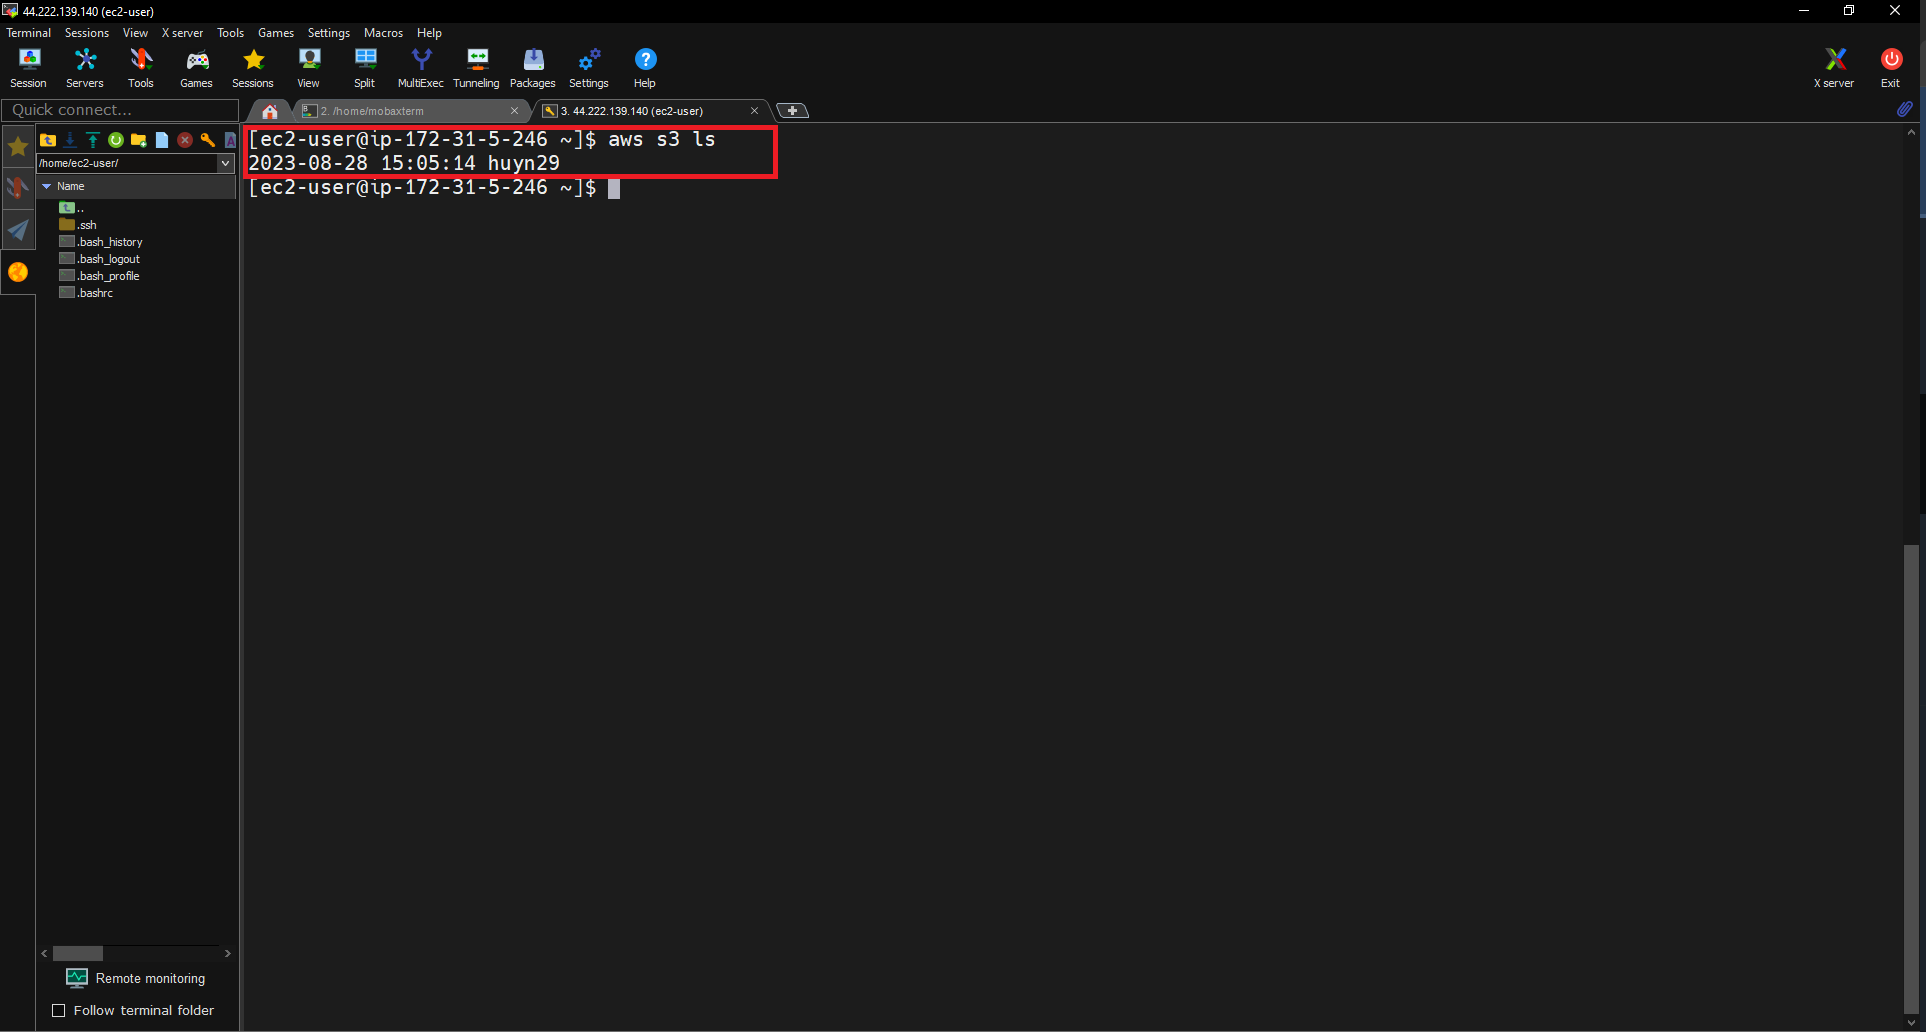 44.222.139.140 (ec2-user)
Terminal Sessions View X server Tools Games Settings Macros Help
Session Servers Tools Games Sessions View Split MultiExec Tunneling Packages Settings Help X server Exit
Quick connect...
2. /home/mobaxterm
3. 44.222.139.140 (ec2-user)
/home/ec2-user/
Name
..
.ssh
.bash_history
.bash_logout
.bash_profile
.bashrc
[ec2-user@ip-172-31-5-246 ~]$ aws s3 ls
2023-08-28 15:05:14 huyn29
[ec2-user@ip-172-31-5-246 ~]$
Remote monitoring
Follow terminal folder